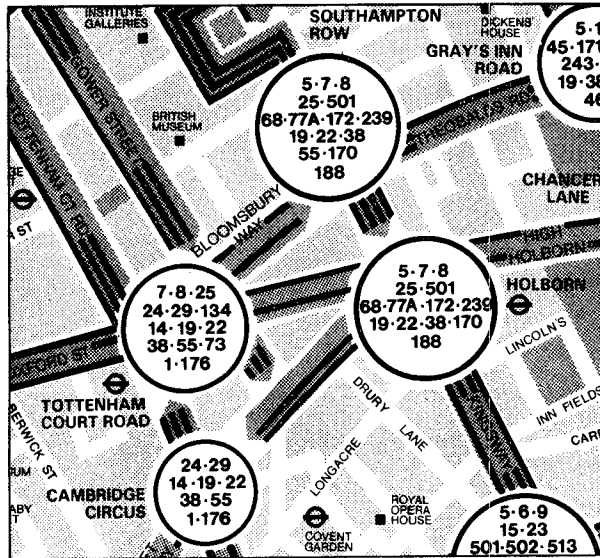 INSTITUTE
GALLERIES
SOUTHAMPTON
ROW
DICKENS'
HOUSE
GRAY'S INN
ROAD
5·1
45·171
243·
19·38
46
GOWER STREET
BRITISH
MUSEUM
5·7·8
25·501
68·77A·172·239
19·22·38
55·170
188
THEOBALDS RD
TOTTENHAM CT RD
CHANCER
LANE
BLOOMSBURY
WAY
HIGH
HOLBORN
ST
7·8·25
24·29·134
14·19·22
38·55·73
1·176
5·7·8
25·501
68·77A·172·239
19·22·38·170
188
HOLBORN
LINCOLN'S
INN FIELDS
OXFORD ST
TOTTENHAM
COURT ROAD
BERWICK ST
DRURY LANE
KINGSWAY
LONGACRE
24·29
14·19·22
38·55
1·176
CAMBRIDGE
CIRCUS
COVENT
GARDEN
ROYAL
OPERA
HOUSE
5·6·9
15·23
501·502·513